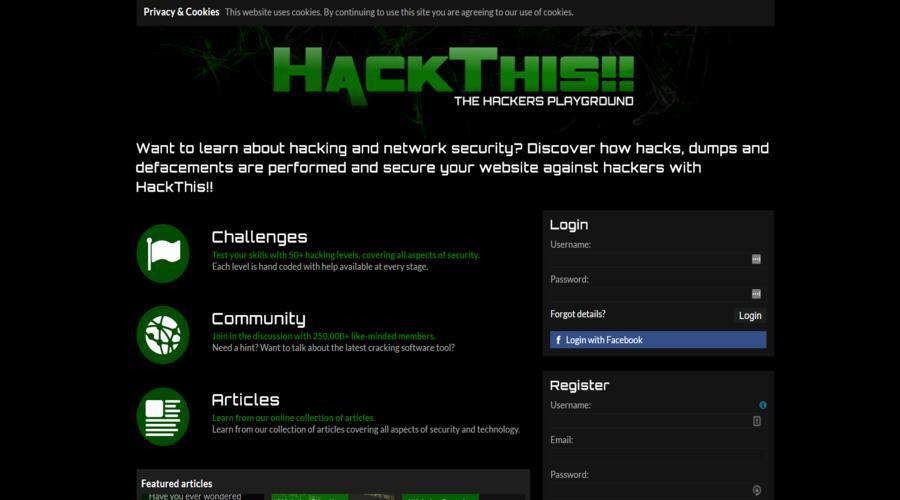 Privacy & Cookies This website uses cookies. By continuing to use this site you are agreeing to our use of cookies.
HACKTHIS!!
THE HACKERS PLAYGROUND
Want to learn about hacking and network security? Discover how hacks, dumps and
defacements are performed and secure your website against hackers with
HackThis!!
Challenges
Test your skills with 50+ hacking levels, covering all aspects of security.
Each level is hand coded with help available at every stage.
Community
Join in the discussion with 250,000+ like-minded members.
Need a hint? Want to talk about the latest cracking software tool?
Articles
Learn from our online collection of articles.
Learn from our collection of articles covering all aspects of security and technology.
Featured articles
Have you ever wondered
Login
Username:
Password:
Forgot details? Login
f Login with Facebook
Register
Username:
Email:
Password: